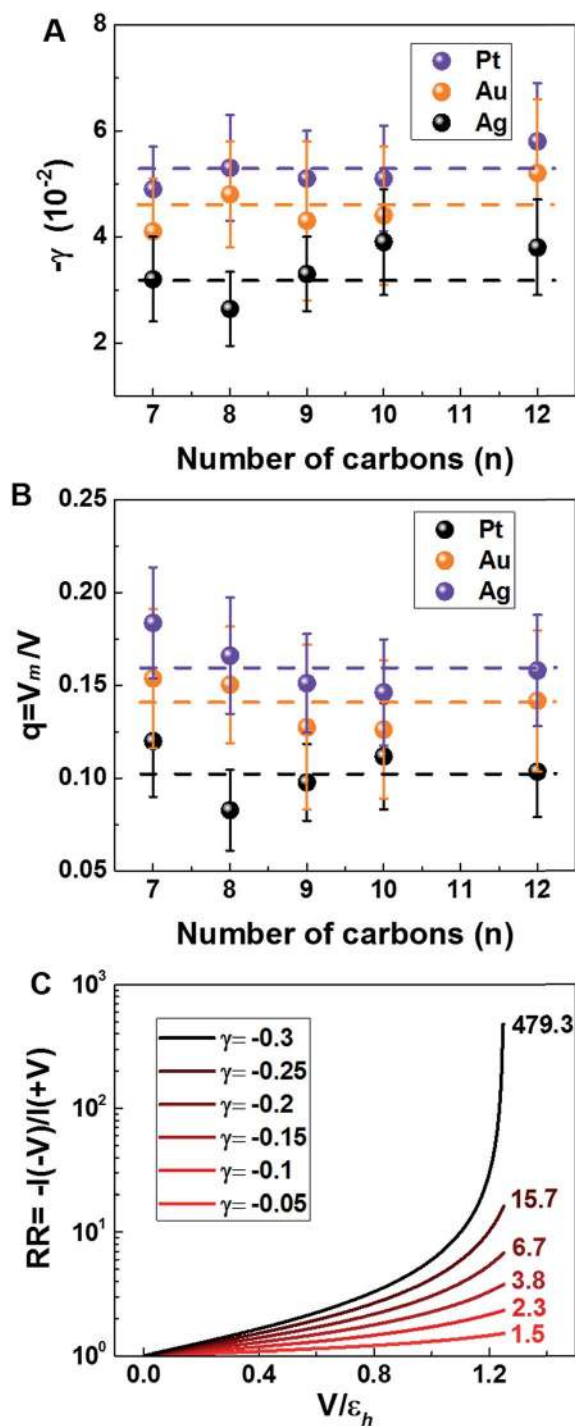 A
8
6
4
2
-γ (10⁻²)
Pt
Au
Ag
7 8 9 10 11 12
Number of carbons (n)
B
0.25
0.20
0.15
0.10
0.05
q=Vₘ/V
Pt
Au
Ag
7 8 9 10 11 12
Number of carbons (n)
C
10³
10²
10¹
10⁰
RR= -I(-V)/I(+V)
γ= -0.3
γ= -0.25
γ= -0.2
γ= -0.15
γ= -0.1
γ= -0.05
479.3
15.7
6.7
3.8
2.3
1.5
0.0 0.4 0.8 1.2
V/εₕ